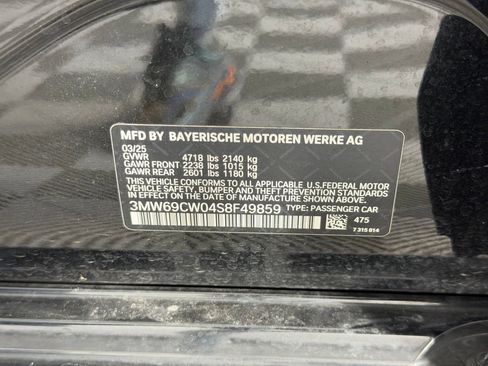 MFD BY BAYERISCHE MOTOREN WERKE AG
03/25
GVWR 4718 lbs 2140 kg
GAWR FRONT 2238 lbs 1015 kg
GAWR REAR 2601 lbs 1180 kg
THIS VEHICLE CONFORMS TO ALL APPLICABLE U.S.FEDERAL MOTOR
VEHICLE SAFETY, BUMPER AND THEFT PREVENTION STANDARDS
IN EFFECT ON THE DATE OF MANUFACTURE SHOWN ABOVE.
3MW69CW04S8F49859 TYPE: PASSENGER CAR
475
7 315 814